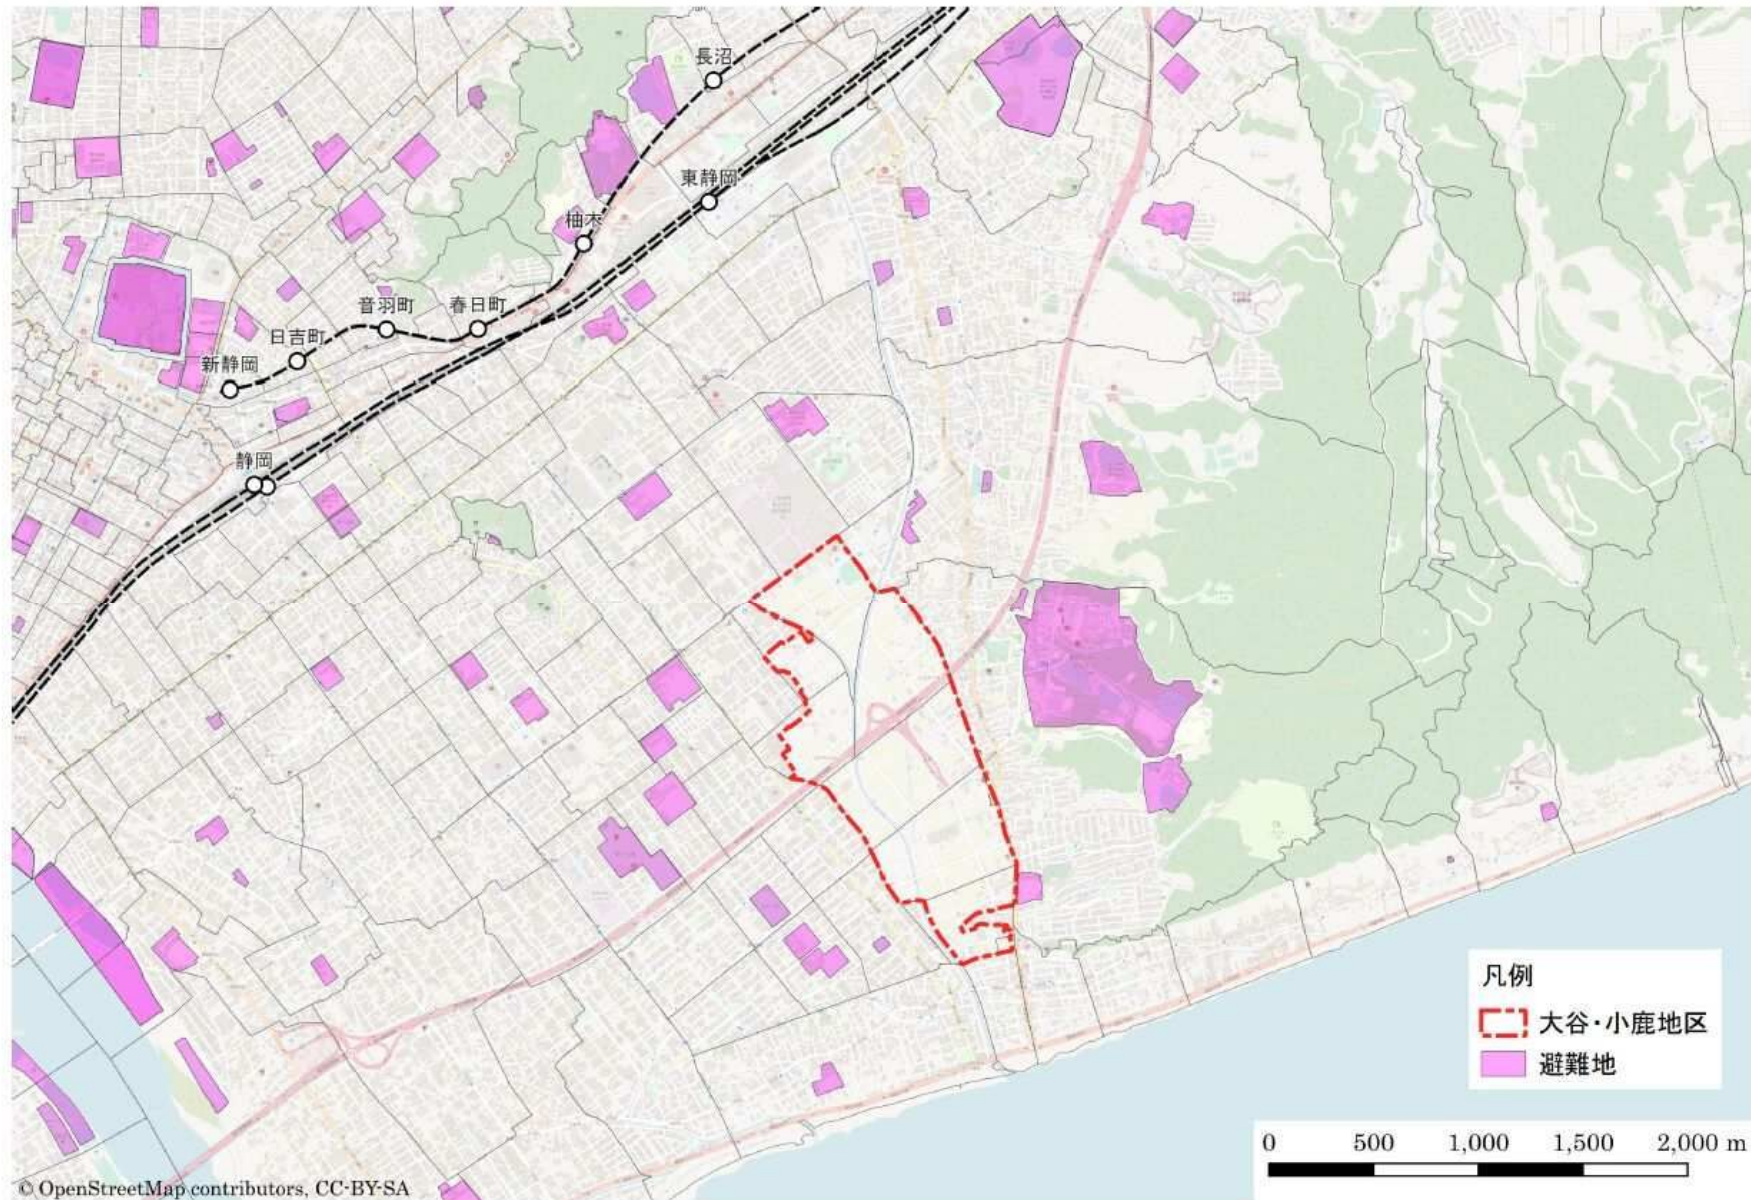 長沼
東静岡
柚木
音羽町
春日町
日吉町
新静岡
静岡
凡例
大谷・小鹿地区
避難地
0 500 1,000 1,500 2,000 m
© OpenStreetMap contributors, CC-BY-SA